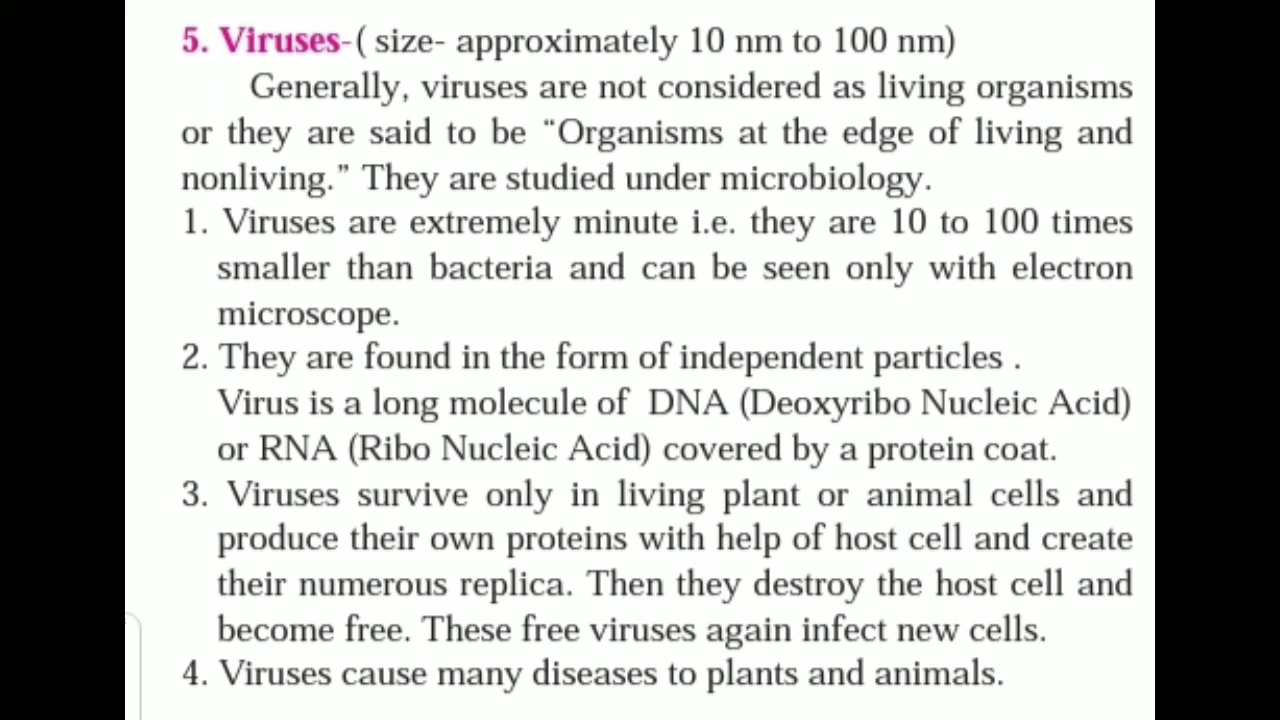 5. Viruses-( size- approximately 10 nm to 100 nm)
Generally, viruses are not considered as living organisms
or they are said to be “Organisms at the edge of living and
nonliving.” They are studied under microbiology.
1. Viruses are extremely minute i.e. they are 10 to 100 times
smaller than bacteria and can be seen only with electron
microscope.
2. They are found in the form of independent particles .
Virus is a long molecule of DNA (Deoxyribo Nucleic Acid)
or RNA (Ribo Nucleic Acid) covered by a protein coat.
3. Viruses survive only in living plant or animal cells and
produce their own proteins with help of host cell and create
their numerous replica. Then they destroy the host cell and
become free. These free viruses again infect new cells.
4. Viruses cause many diseases to plants and animals.